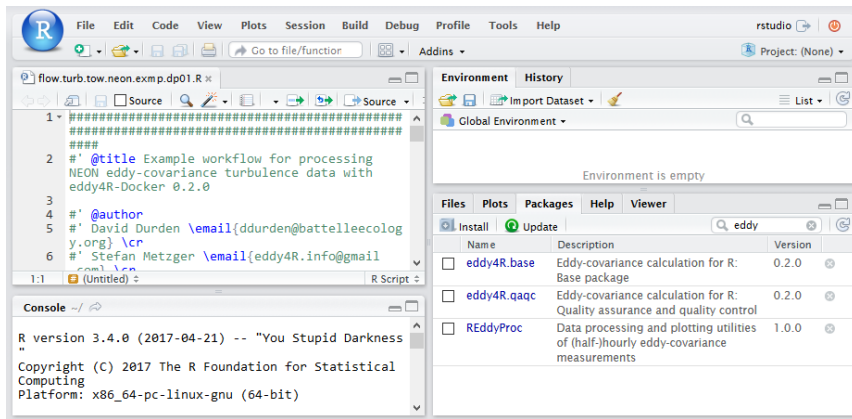 R
File Edit Code View Plots Session Build Debug Profile Tools Help
rstudio
Go to file/function
Addins
Project: (None)
flow.turb.tow.neon.exmp.dp01.R
Source
Source
1 #############################################
#############################################
####
2 #' @title Example workflow for processing
NEON eddy-covariance turbulence data with
eddy4R-Docker 0.2.0
3
4 #' @author
5 #' David Durden \email{ddurden@battelleecolog
y.org} \cr
6 #' Stefan Metzger \email{eddy4R.info@gmail
.com} \cr
1:1 (Untitled) R Script
Console ~/
R version 3.4.0 (2017-04-21) -- "You Stupid Darkness
"
Copyright (C) 2017 The R Foundation for Statistical
Computing
Platform: x86_64-pc-linux-gnu (64-bit)
Environment History
Import Dataset
List
Global Environment
Environment is empty
Files Plots Packages Help Viewer
Install Update
eddy
Name Description Version
eddy4R.base Eddy-covariance calculation for R: 0.2.0
Base package
eddy4R.qaqc Eddy-covariance calculation for R: 0.2.0
Quality assurance and quality control
REddyProc Data processing and plotting utilities 1.0.0
of (half-)hourly eddy-covariance
measurements